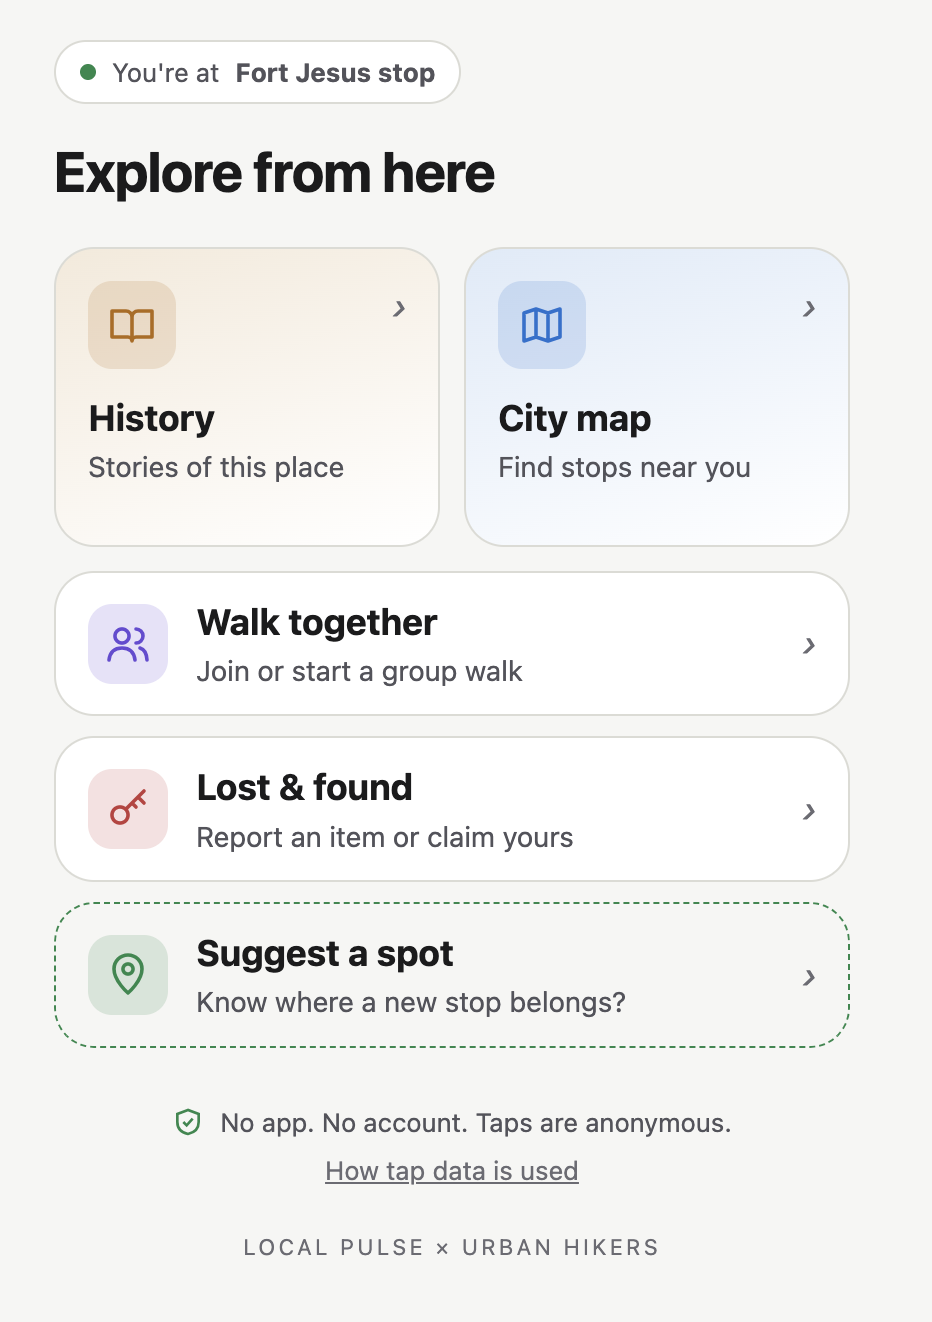 You're at Fort Jesus stop
Explore from here
History
Stories of this place
City map
Find stops near you
Walk together
Join or start a group walk
Lost & found
Report an item or claim yours
Suggest a spot
Know where a new stop belongs?
No app. No account. Taps are anonymous.
How tap data is used
LOCAL PULSE × URBAN HIKERS